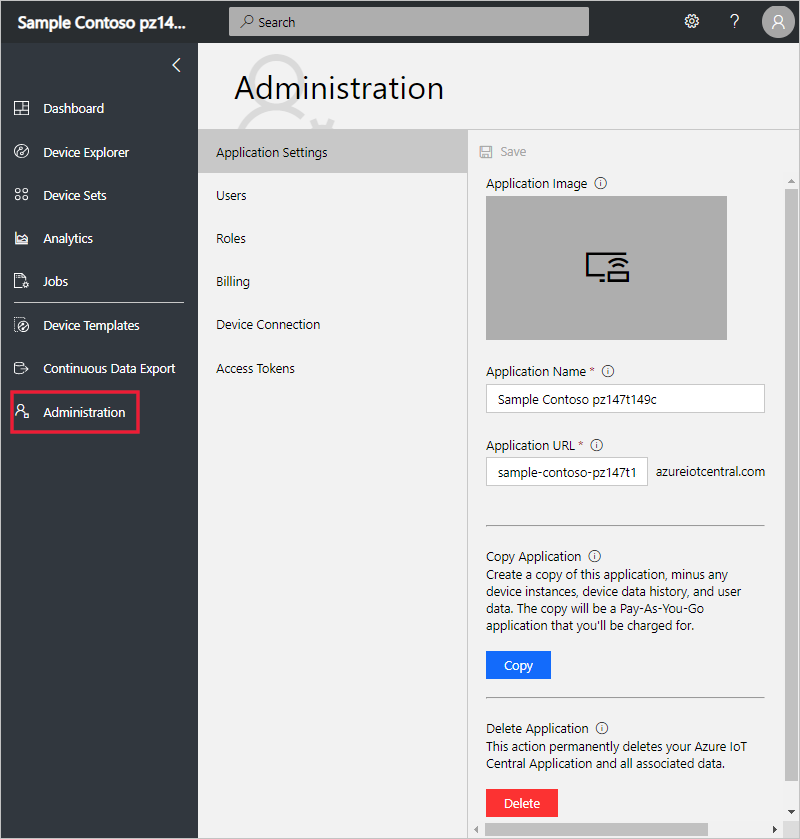 Sample Contoso pz14...
Search
?
Dashboard
Device Explorer
Device Sets
Analytics
Jobs
Device Templates
Continuous Data Export
Administration
Administration
Application Settings
Users
Roles
Billing
Device Connection
Access Tokens
Save
Application Image
Application Name *
Sample Contoso pz147t149c
Application URL *
sample-contoso-pz147t1 azureiotcentral.com
Copy Application
Create a copy of this application, minus any
device instances, device data history, and user
data. The copy will be a Pay-As-You-Go
application that you'll be charged for.
Copy
Delete Application
This action permanently deletes your Azure IoT
Central Application and all associated data.
Delete